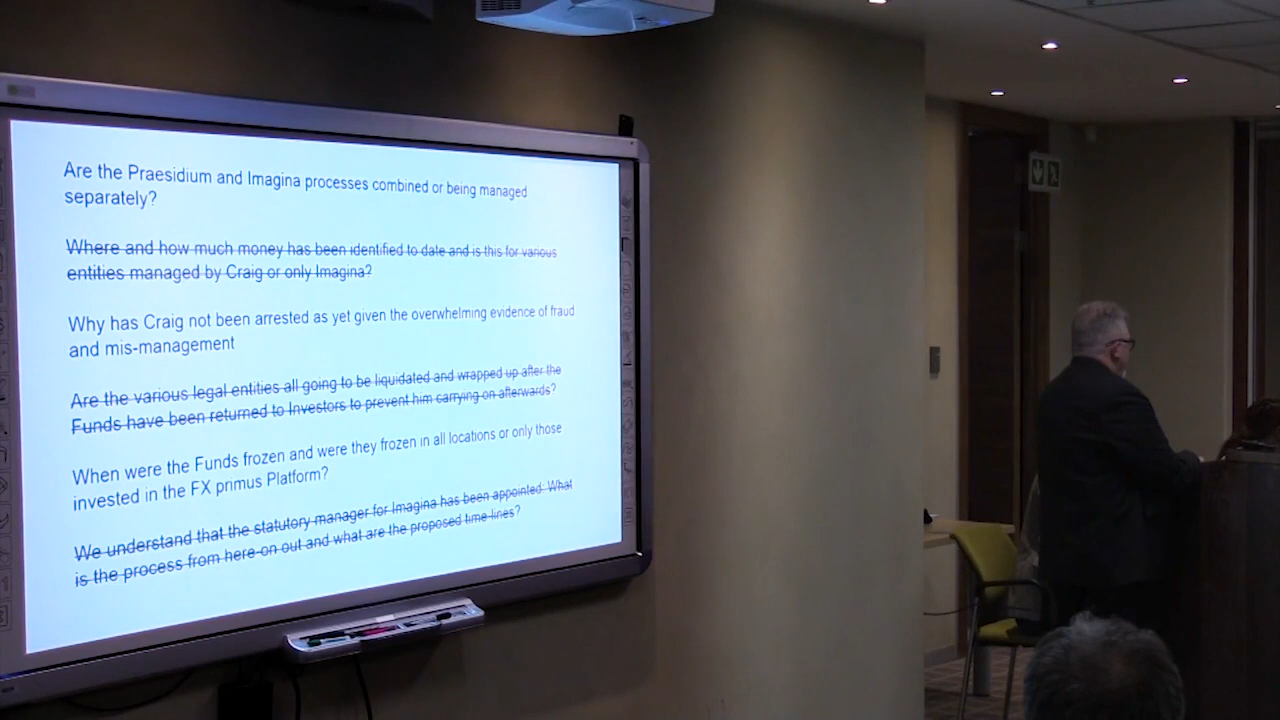 Are the Praesidium and Imagina processes combined or being managed
separately?
Where and how much money has been identified to date and is this for various
entities managed by Craig or only Imagina?
Why has Craig not been arrested as yet given the overwhelming evidence of fraud
and mis-management
Are the various legal entities all going to be liquidated and wrapped up after the
Funds have been returned to Investors to prevent him carrying on afterwards?
When were the Funds frozen and were they frozen in all locations or only those
invested in the FX primus Platform?
We understand that the statutory manager for Imagina has been appointed. What
is the process from here-on out and what are the proposed time-lines?